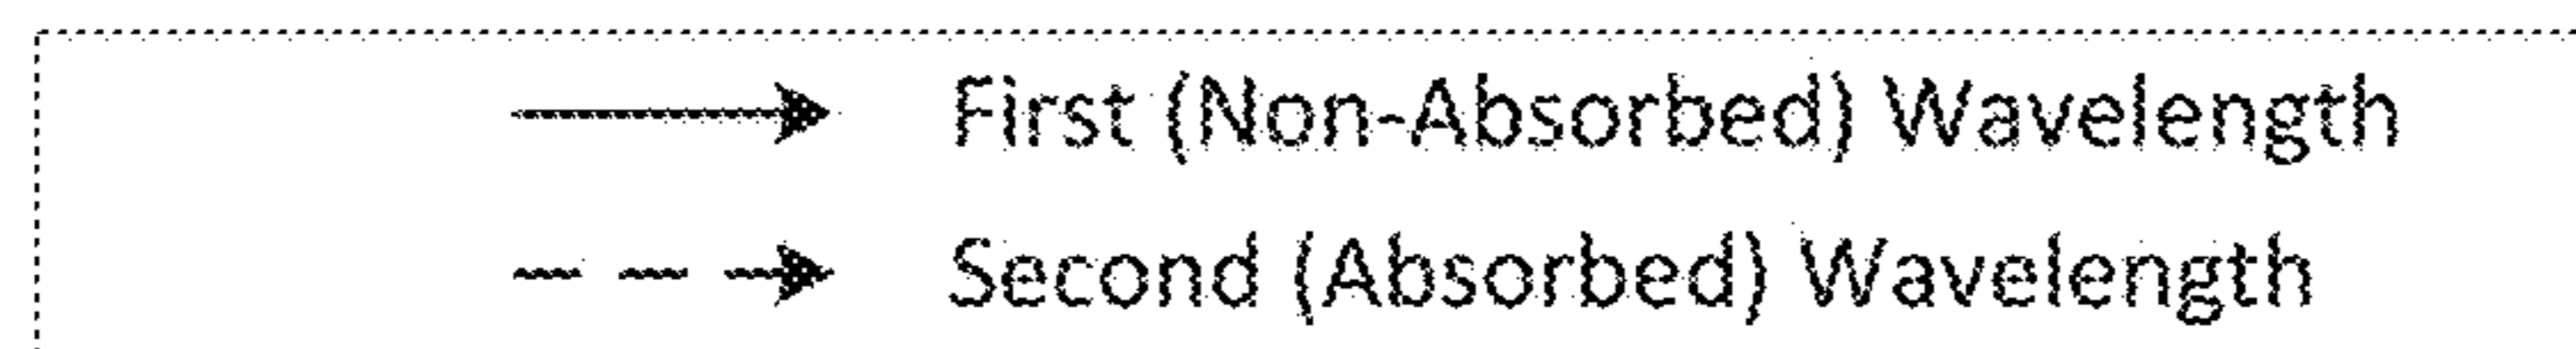 First (Non-Absorbed) Wavelength
Second (Absorbed) Wavelength